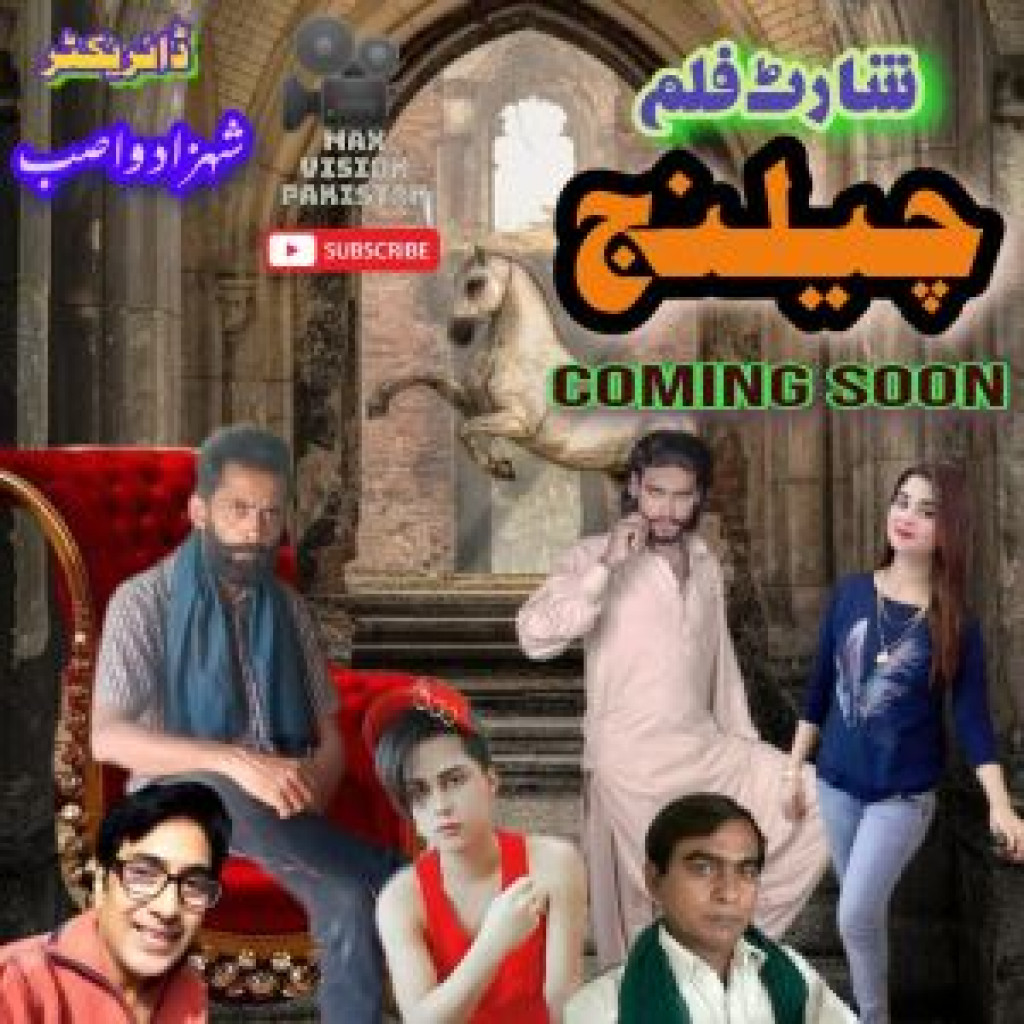 ڈائریکٹر
شہزاد واصب
MAX
VISION
PAKISTAN
SUBSCRIBE
شارٹ فلم
چیلنج
COMING SOON